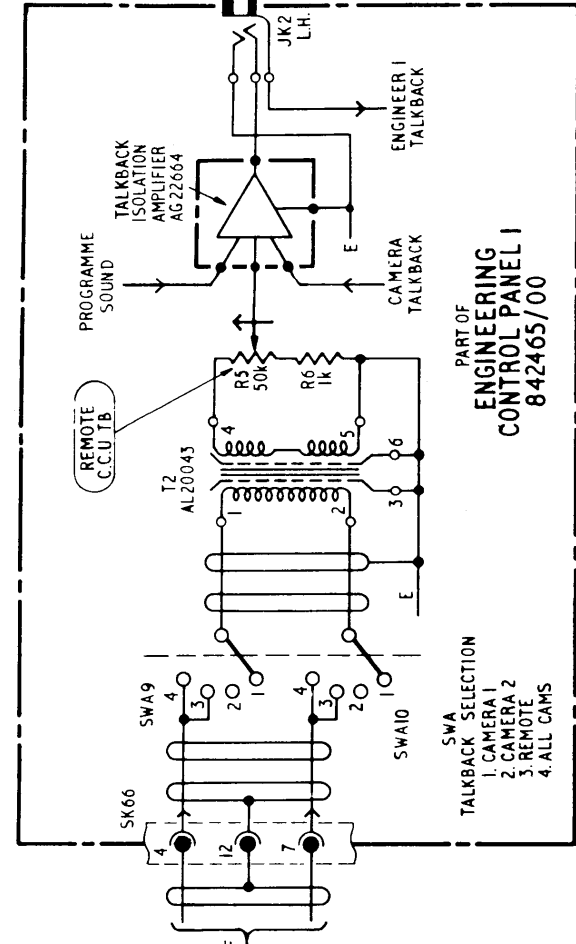 SK66
4
12
7
SWA9
4
3
2
1
4
3
2
1
SWA10
SWA
TALKBACK SELECTION
1. CAMERA 1
2. CAMERA 2
3. REMOTE
4. ALL CAMS
T2
AL20043
1
2
3
4
5
6
E
REMOTE
C.C.U TB
R5
50k
R6
1k
PROGRAMME
SOUND
TALKBACK
ISOLATION
AMPLIFIER
AG22664
CAMERA
TALKBACK
E
JK2
L.H.
ENGINEER 1
TALKBACK
PART OF
ENGINEERING
CONTROL PANEL 1
842465/00